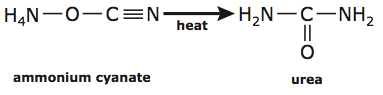 H₄N—O—C≡N heat H₂N—C—NH₂
O
ammonium cyanate urea